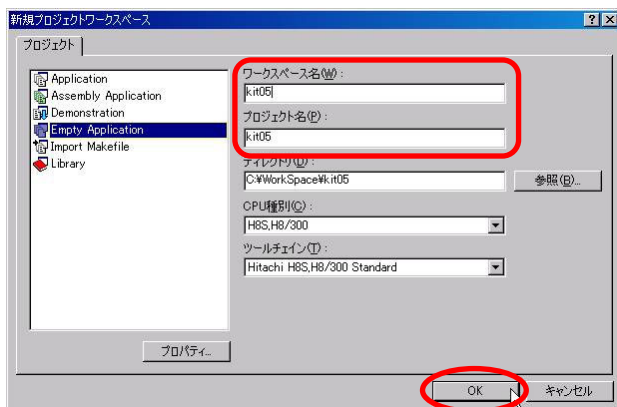 新規プロジェクトワークスペース
プロジェクト
Application
Assembly Application
Demonstration
Empty Application
Import Makefile
Library
プロパティ...
ワークスペース名(W):
kit05
プロジェクト名(P):
kit05
ディレクトリ(D):
C:¥WorkSpace¥kit05
参照(B)...
CPU種別(C):
H8S,H8/300
ツールチェイン(T):
Hitachi H8S,H8/300 Standard
OK
キャンセル